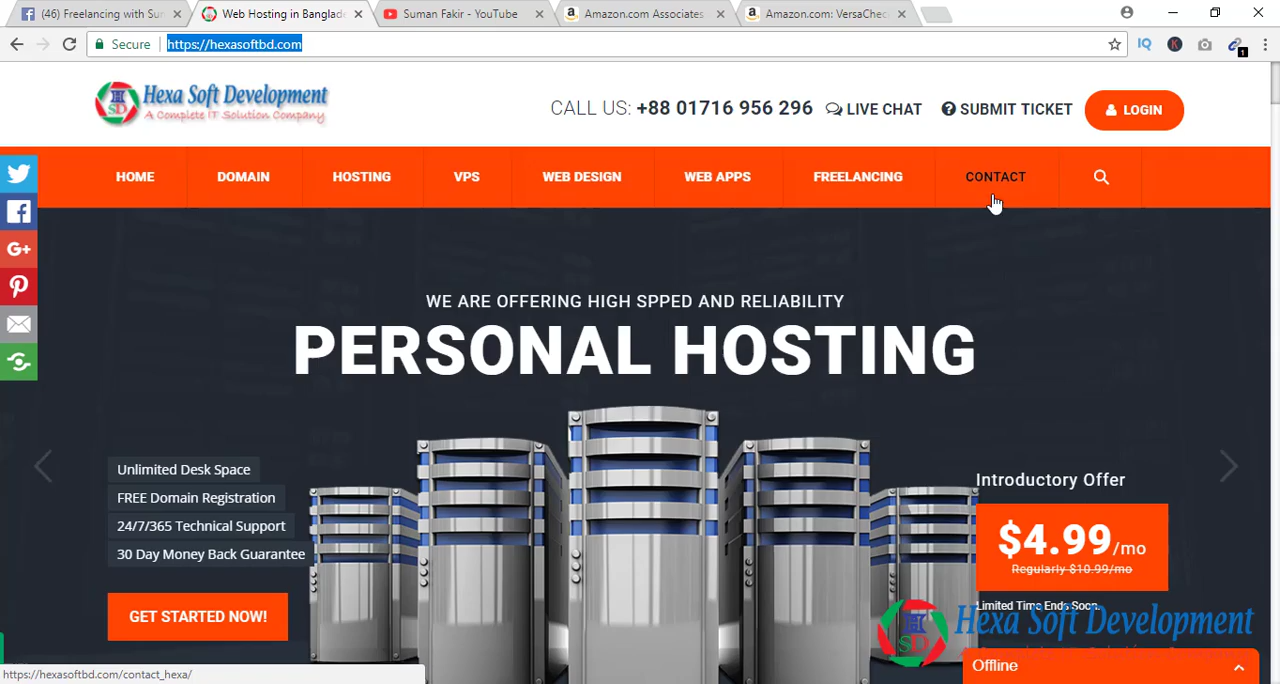 (46) Freelancing with Sun
Web Hosting in Banglade
Suman Fakir - YouTube
Amazon.com Associates
Amazon.com: VersaChec
Secure
https://hexasoftbd.com
IQ
K
1
Hexa Soft Development
A Complete IT Solution Company
CALL US: +88 01716 956 296
LIVE CHAT
SUBMIT TICKET
LOGIN
HOME
DOMAIN
HOSTING
VPS
WEB DESIGN
WEB APPS
FREELANCING
CONTACT
G+
WE ARE OFFERING HIGH SPPED AND RELIABILITY
PERSONAL HOSTING
Unlimited Desk Space
FREE Domain Registration
24/7/365 Technical Support
30 Day Money Back Guarantee
GET STARTED NOW!
Introductory Offer
$4.99/mo
Regularly $10.99/mo
Limited Time Ends Soon.
Hexa Soft Development
Offline
https://hexasoftbd.com/contact_hexa/